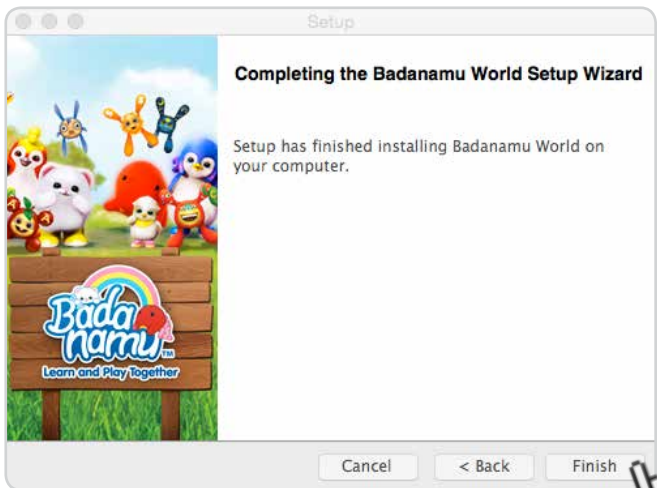 Setup
Completing the Badanamu World Setup Wizard
Setup has finished installing Badanamu World on
your computer.
Bada
namu
TM
Learn and Play Together
A
A
Cancel
< Back
Finish